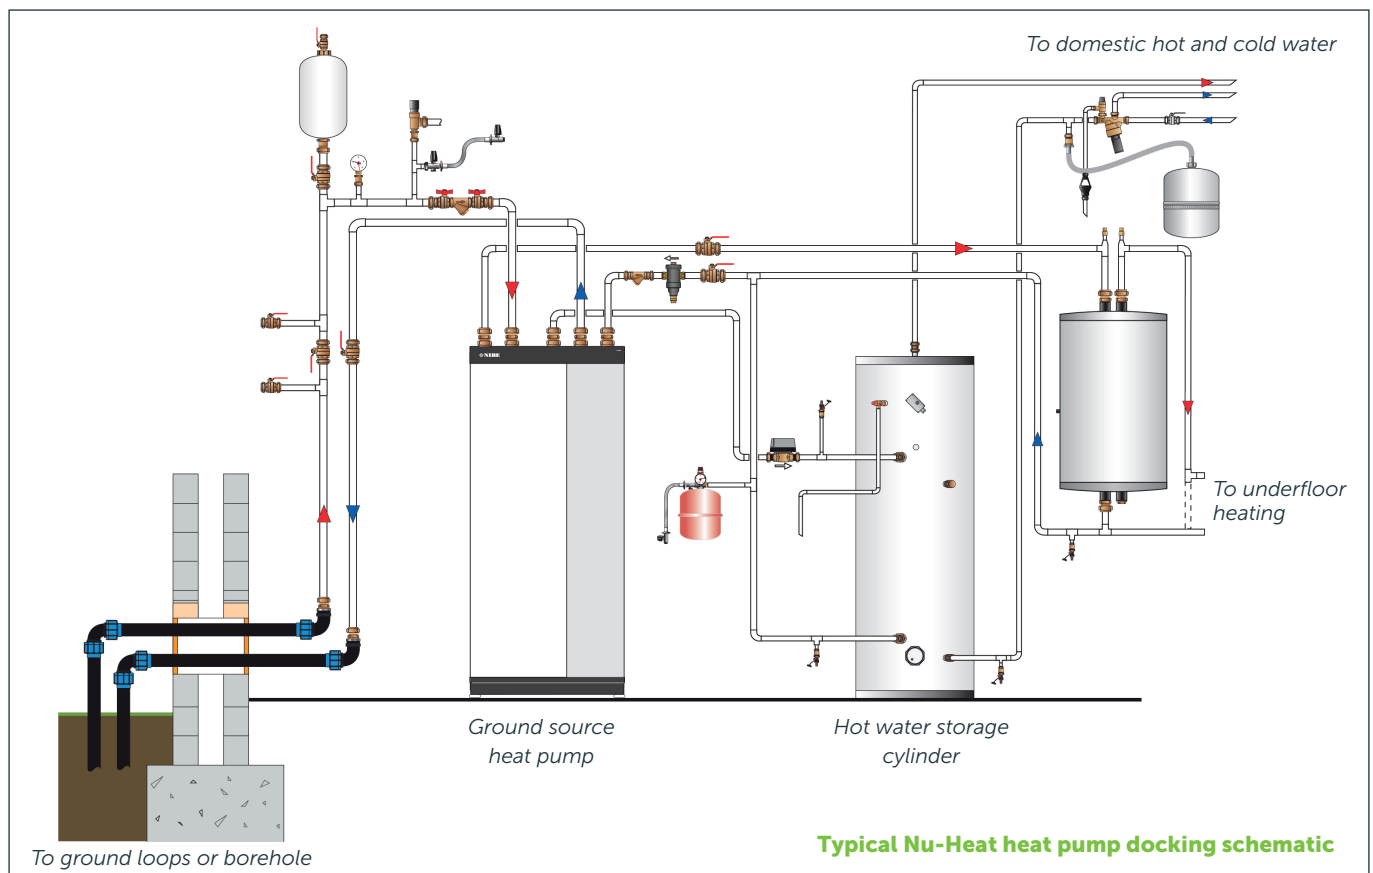 To domestic hot and cold water
NIBE
To underfloor
heating
Ground source
heat pump
Hot water storage
cylinder
Typical Nu-Heat heat pump docking schematic
To ground loops or borehole